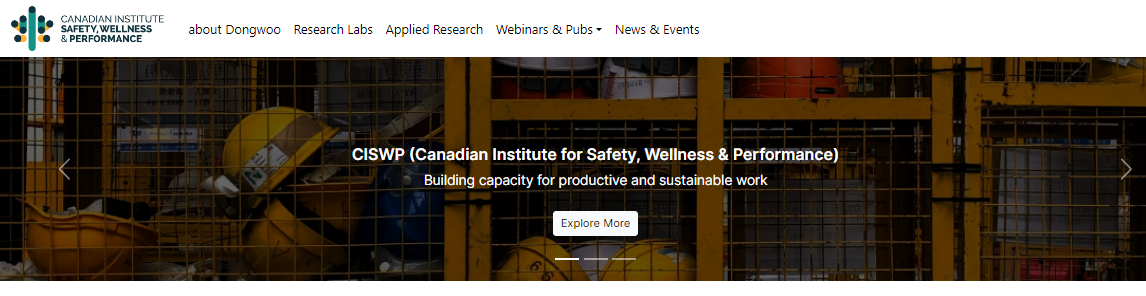 CANADIAN INSTITUTE
SAFETY, WELLNESS
& PERFORMANCE
about Dongwoo Research Labs Applied Research Webinars & Pubs News & Events
CISWP (Canadian Institute for Safety, Wellness & Performance)
Building capacity for productive and sustainable work
Explore More